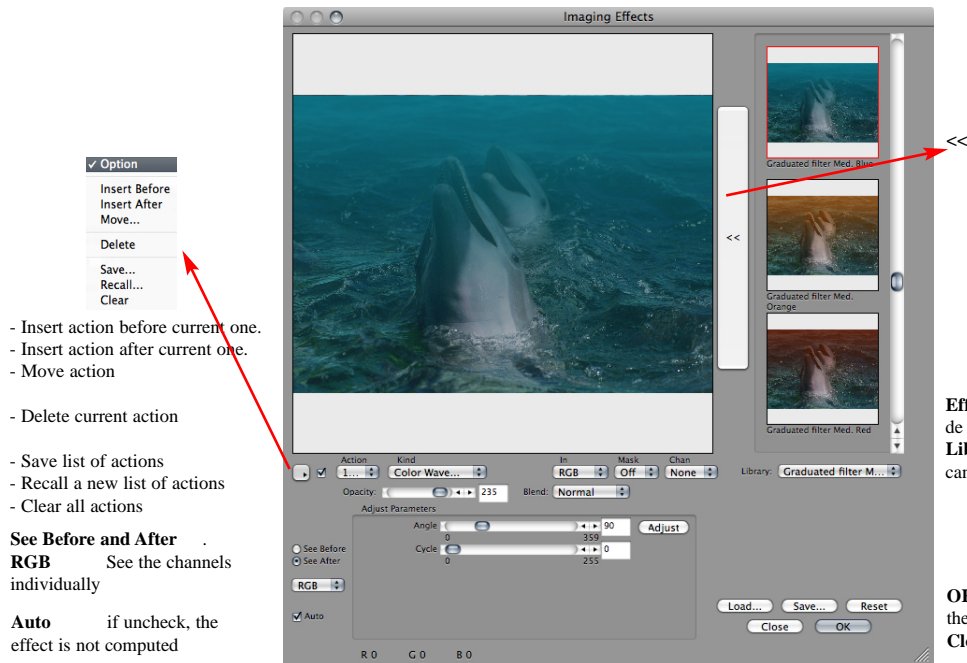 Imaging Effects
✓ Option
Insert Before
Insert After
Move...
Delete
Save...
Recall...
Clear
- Insert action before current one.
- Insert action after current one.
- Move action
- Delete current action
- Save list of actions
- Recall a new list of actions
- Clear all actions
See Before and After .
RGB See the channels
individually
Auto if uncheck, the
effect is not computed
<<
Graduated filter Med. Blue
Graduated filter Med.
Orange
Graduated filter Med. Red
<<
Action Kind In Mask Chan
1... Color Wave... RGB Off None
Library: Graduated filter M...
Opacity: 235 Blend: Normal
Adjust Parameters
Angle 90 Adjust
0 359
Cycle 0
0 255
See Before
See After
RGB
Auto
Load... Save... Reset
Close OK
R 0 G 0 B 0
Eff
de
Lib
can
OK
the
Clo